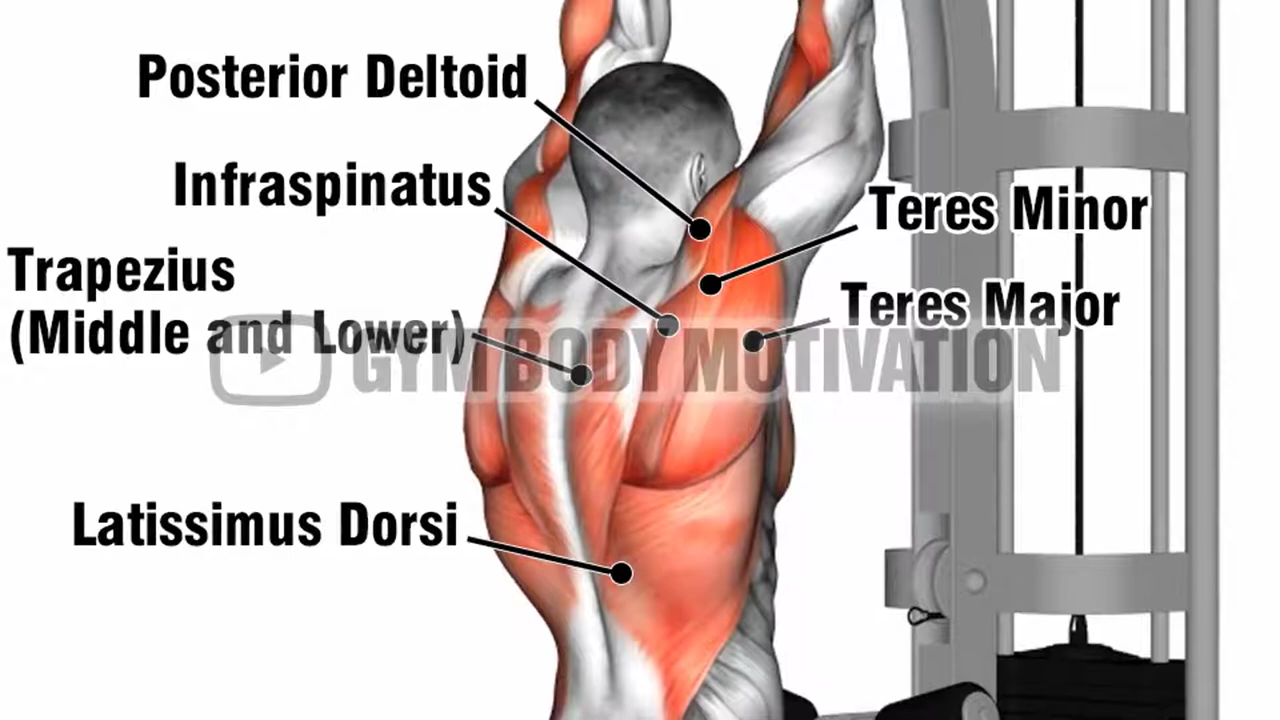 Posterior Deltoid
Infraspinatus
Teres Minor
Trapezius
(Middle and Lower)
Teres Major
GYM BODY MOTIVATION
Latissimus Dorsi